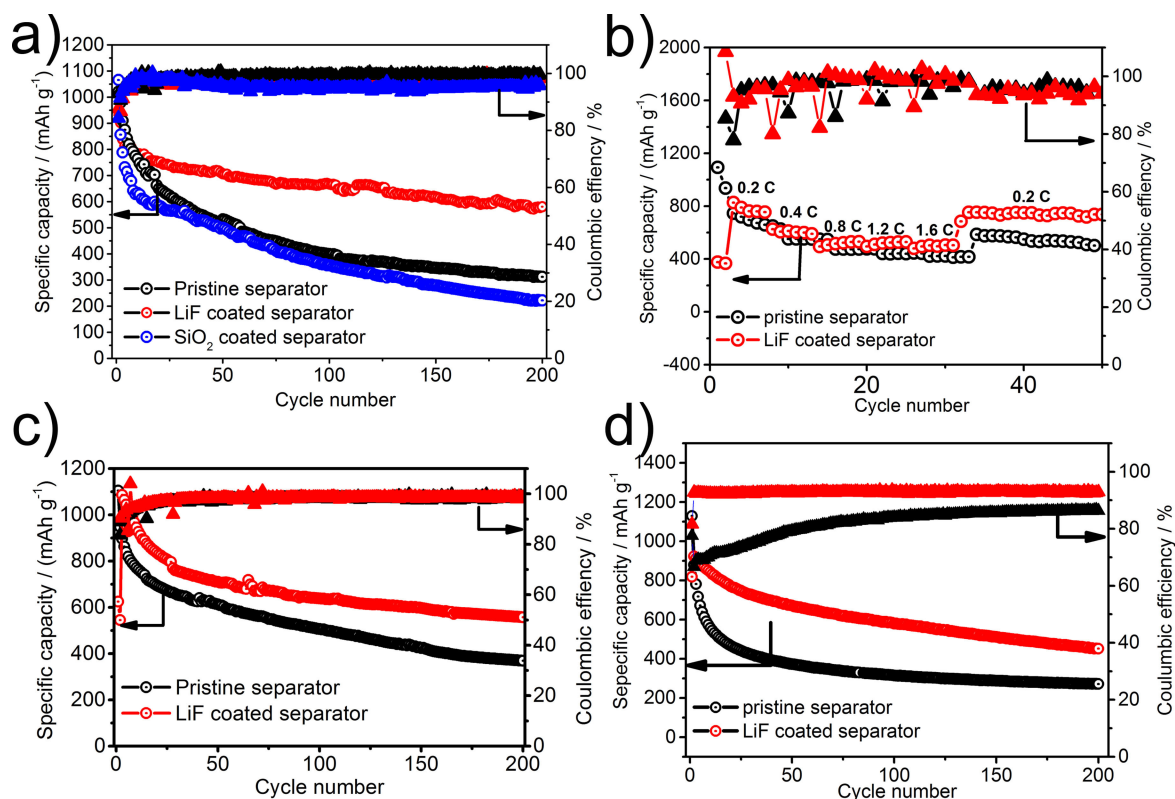 a)
Specific capacity / (mAh g⁻¹)
1200
1100
1000
900
800
700
600
500
400
300
200
100
0
Pristine separator
LiF coated separator
SiO₂ coated separator
100
80
60
40
20
0
Coulombic effiency / %
0 50 100 150 200
Cycle number
b)
Specific capacity / (mAh g⁻¹)
2000
1600
1200
800
400
0
-400
0.2 C
0.4 C
0.8 C
1.2 C
1.6 C
0.2 C
pristine separator
LiF coated separator
100
80
60
40
20
0
Coulombic effiency / %
0 20 40
Cycle number
c)
Specific capacity / (mAh g⁻¹)
1200
1000
800
600
400
200
0
Pristine separator
LiF coated separator
100
80
60
40
20
0
Coulombic effiency / %
0 50 100 150 200
Cycle number
d)
Sepecific capacity / mAh g⁻¹
1400
1200
1000
800
600
400
200
0
pristine separator
LiF coated separator
100
80
60
40
20
0
Coulumbic efficiency / %
0 50 100 150 200
Cycle number